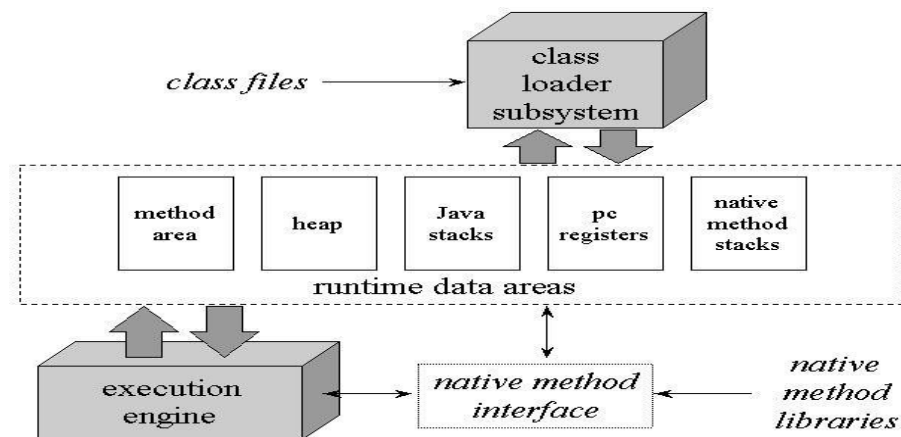 class
loader
subsystem
class files
method
area
heap
Java
stacks
pc
registers
native
method
stacks
runtime data areas
execution
engine
native method
interface
native
method
libraries